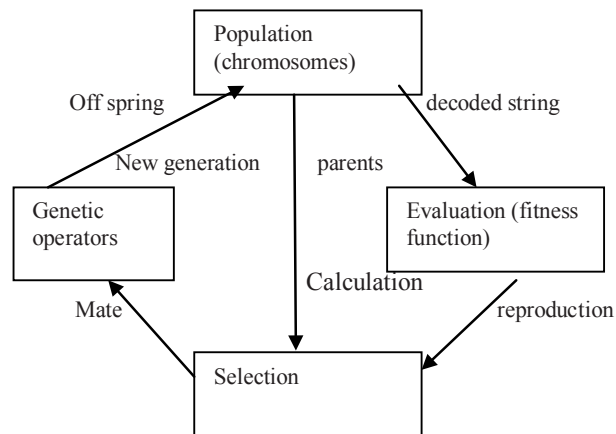 Population
(chromosomes)
Off spring
decoded string
New generation
parents
Genetic
operators
Evaluation (fitness
function)
Calculation
Mate
reproduction
Selection